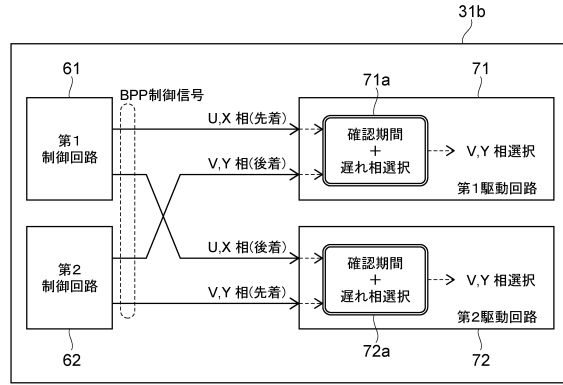 31b
61
BPP制御信号
71a
71
第1
制御回路
U,X 相(先着)
V,Y 相(後着)
確認期間
+
遅れ相選択
V,Y 相選択
第1駆動回路
第2
制御回路
U,X 相(後着)
V,Y 相(先着)
確認期間
+
遅れ相選択
V,Y 相選択
第2駆動回路
62
72a
72